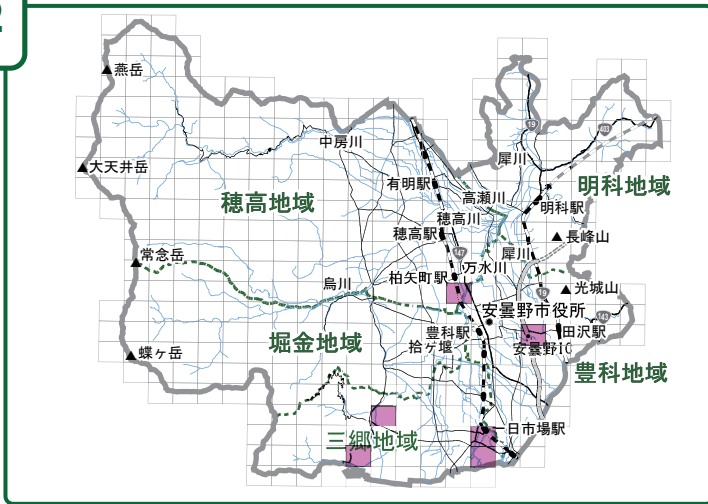 2
燕岳
19
403
中房川
犀川
大天井岳
有明駅
明科地域
高瀬川
穂高地域
明科駅
穂高川
穂高駅
長峰山
常念岳
147
犀川
万水川
柏矢町駅
烏川
光城山
19
安曇野市役所
143
豊科駅
田沢駅
堀金地域
拾ケ堰
安曇野IC
蝶ヶ岳
豊科地域
一日市場駅
三郷地域